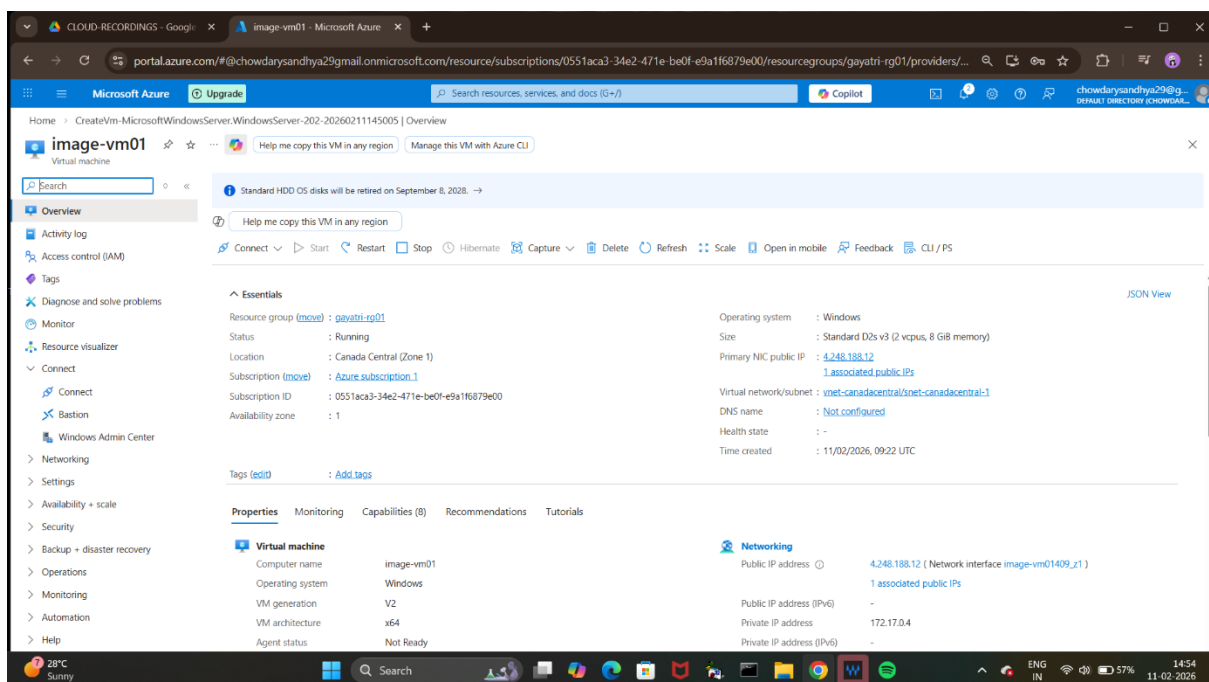 CLOUD-RECORDINGS - Google
image-vm01 - Microsoft Azure
portal.azure.com/#@chowdarysandhya29gmail.onmicrosoft.com/resource/subscriptions/0551aca3-34e2-471e-be0f-e9a1f6879e00/resourcegroups/gayatri-rg01/providers/...
Microsoft Azure
Upgrade
Search resources, services, and docs (G+/)
Copilot
2
chowdarysandhya29@g...
DEFAULT DIRECTORY (CHOWDAR...
Home > CreateVm-MicrosoftWindowsServer.WindowsServer-202-20260211145005 | Overview
image-vm01
Virtual machine
Help me copy this VM in any region
Manage this VM with Azure CLI
Search
Overview
Activity log
Access control (IAM)
Tags
Diagnose and solve problems
Monitor
Resource visualizer
Connect
Connect
Bastion
Windows Admin Center
Networking
Settings
Availability + scale
Security
Backup + disaster recovery
Operations
Monitoring
Automation
Help
Standard HDD OS disks will be retired on September 8, 2028. →
Help me copy this VM in any region
Connect Start Restart Stop Hibernate Capture Delete Refresh Scale Open in mobile Feedback CLI / PS
Essentials
JSON View
Resource group (move) : gayatri-rg01
Status : Running
Location : Canada Central (Zone 1)
Subscription (move) : Azure subscription 1
Subscription ID : 0551aca3-34e2-471e-be0f-e9a1f6879e00
Availability zone : 1
Operating system : Windows
Size : Standard D2s v3 (2 vcpus, 8 GiB memory)
Primary NIC public IP : 4.248.188.12
1 associated public IPs
Virtual network/subnet : vnet-canadacentral/snet-canadacentral-1
DNS name : Not configured
Health state : -
Time created : 11/02/2026, 09:22 UTC
Tags (edit) : Add tags
Properties Monitoring Capabilities (8) Recommendations Tutorials
Virtual machine
Computer name image-vm01
Operating system Windows
VM generation V2
VM architecture x64
Agent status Not Ready
Networking
Public IP address 4.248.188.12 ( Network interface image-vm01409_z1 )
1 associated public IPs
Public IP address (IPv6) -
Private IP address 172.17.0.4
Private IP address (IPv6) -
7
28°C
Sunny
Search
ENG
IN
57%
14:54
11-02-2026